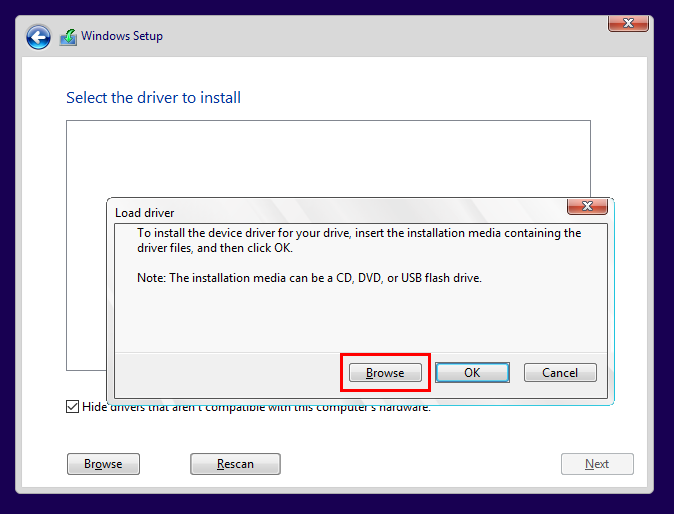 Windows Setup
Select the driver to install
Load driver
To install the device driver for your drive, insert the installation media containing the
driver files, and then click OK.
Note: The installation media can be a CD, DVD, or USB flash drive.
Browse OK Cancel
Hide drivers that aren't compatible with this computer's hardware.
Browse Rescan Next